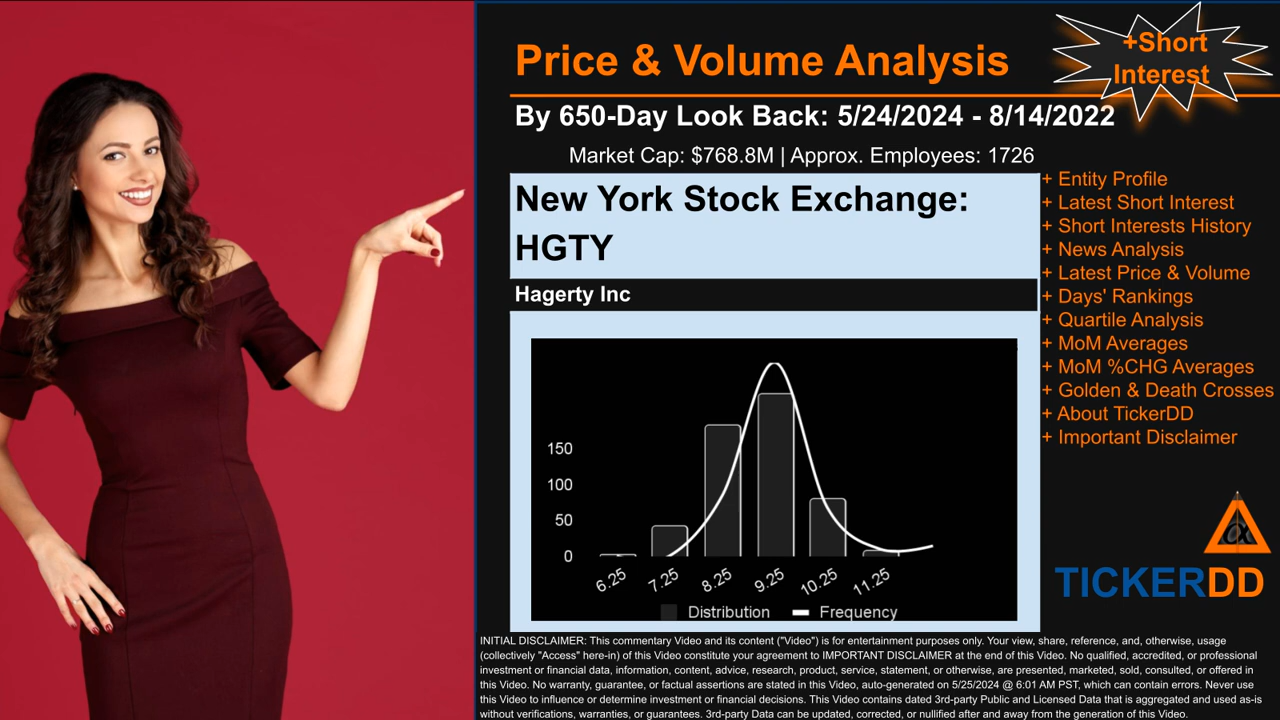 Price & Volume Analysis
+Short
Interest
By 650-Day Look Back: 5/24/2024 - 8/14/2022
Market Cap: $768.8M | Approx. Employees: 1726
New York Stock Exchange:
HGTY
Hagerty Inc
+ Entity Profile
+ Latest Short Interest
+ Short Interests History
+ News Analysis
+ Latest Price & Volume
+ Days' Rankings
+ Quartile Analysis
+ MoM Averages
+ MoM %CHG Averages
+ Golden & Death Crosses
+ About TickerDD
+ Important Disclaimer
150
100
50
0
6.25 7.25 8.25 9.25 10.25 11.25
Distribution Frequency
TICKERDD
INITIAL DISCLAIMER: This commentary Video and its content ("Video") is for entertainment purposes only. Your view, share, reference, and, otherwise, usage
(collectively "Access" here-in) of this Video constitute your agreement to IMPORTANT DISCLAIMER at the end of this Video. No qualified, accredited, or professional
investment or financial data, information, content, advice, research, product, service, statement, or otherwise, are presented, marketed, sold, consulted, or offered in
this Video. No warranty, guarantee, or factual assertions are stated in this Video, auto-generated on 5/25/2024 @ 6:01 AM PST, which can contain errors. Never use
this Video to influence or determine investment or financial decisions. This Video contains dated 3rd-party Public and Licensed Data that is aggregated and used as-is
without verifications, warranties, or guarantees. 3rd-party Data can be updated, corrected, or nullified after and away from the generation of this Video.